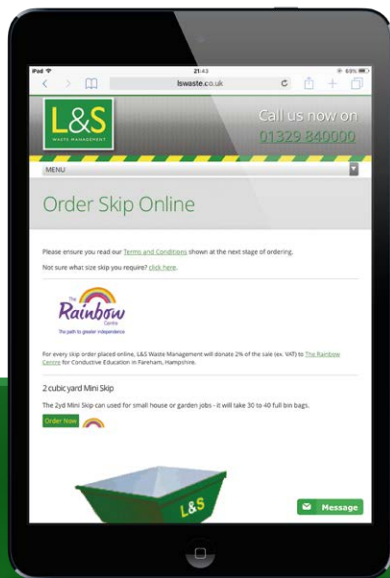 iPad
21:43
69%
lswaste.co.uk
L&S
WASTE MANAGEMENT
Call us now on
01329 840000
MENU
Order Skip Online
Please ensure you read our Terms and Conditions shown at the next stage of ordering.
Not sure what size skip you require? click here.
The
Rainbow
Centre
The path to greater independence
For every skip order placed online, L&S Waste Management will donate 2% of the sale (ex. VAT) to The Rainbow
Centre for Conductive Education in Fareham, Hampshire.
2 cubic yard Mini Skip
The 2yd Mini Skip can used for small house or garden jobs - it will take 30 to 40 full bin bags.
Order Now
L&S
Message